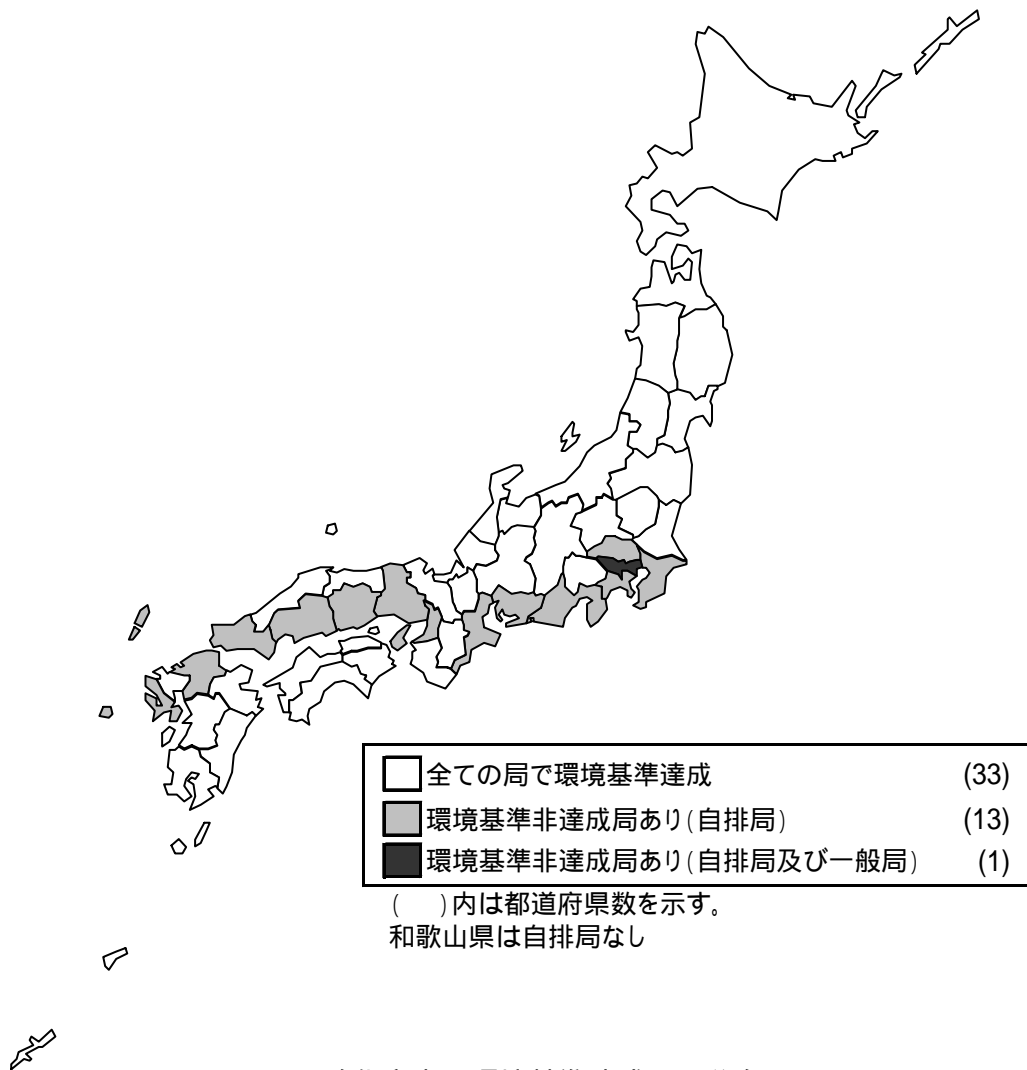 全ての局で環境基準達成 (33)
環境基準非達成局あり(自排局) (13)
環境基準非達成局あり(自排局及び一般局) (1)
(　)内は都道府県数を示す。
和歌山県は自排局なし